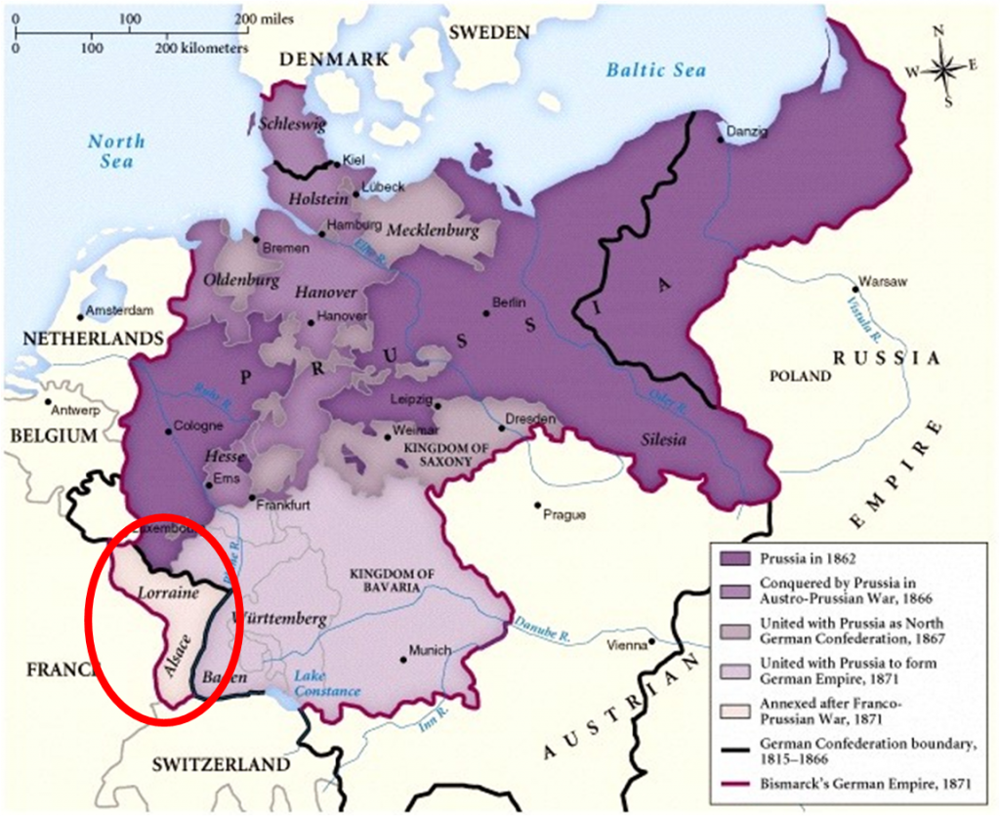 0 100 200 miles
0 100 200 kilometers
SWEDEN
DENMARK
Baltic Sea
N
W E
S
North
Sea
Schleswig
Danzig
Kiel
Lübeck
Holstein
Hamburg
Mecklenburg
Elbe R.
Bremen
Oldenburg
Hanover
Hanover
Berlin
Warsaw
Vistula R.
Amsterdam
NETHERLANDS
PRUSSIA
RUSSIA
POLAND
EMPIRE
Ruhr R.
Oder R.
Antwerp
BELGIUM
Cologne
Leipzig
Dresden
Weimar
KINGDOM OF
SAXONY
Silesia
Hesse
Ems
Frankfurt
Prague
Luxembourg
Rhine R.
KINGDOM OF
BAVARIA
Lorraine
Württemberg
Alsace
Danube R.
Munich
Vienna
FRANCE
Baden
Lake
Constance
Inn R.
AUSTRIAN
SWITZERLAND
Prussia in 1862
Conquered by Prussia in
Austro-Prussian War, 1866
United with Prussia as North
German Confederation, 1867
United with Prussia to form
German Empire, 1871
Annexed after Franco-
Prussian War, 1871
German Confederation boundary,
1815–1866
Bismarck's German Empire, 1871